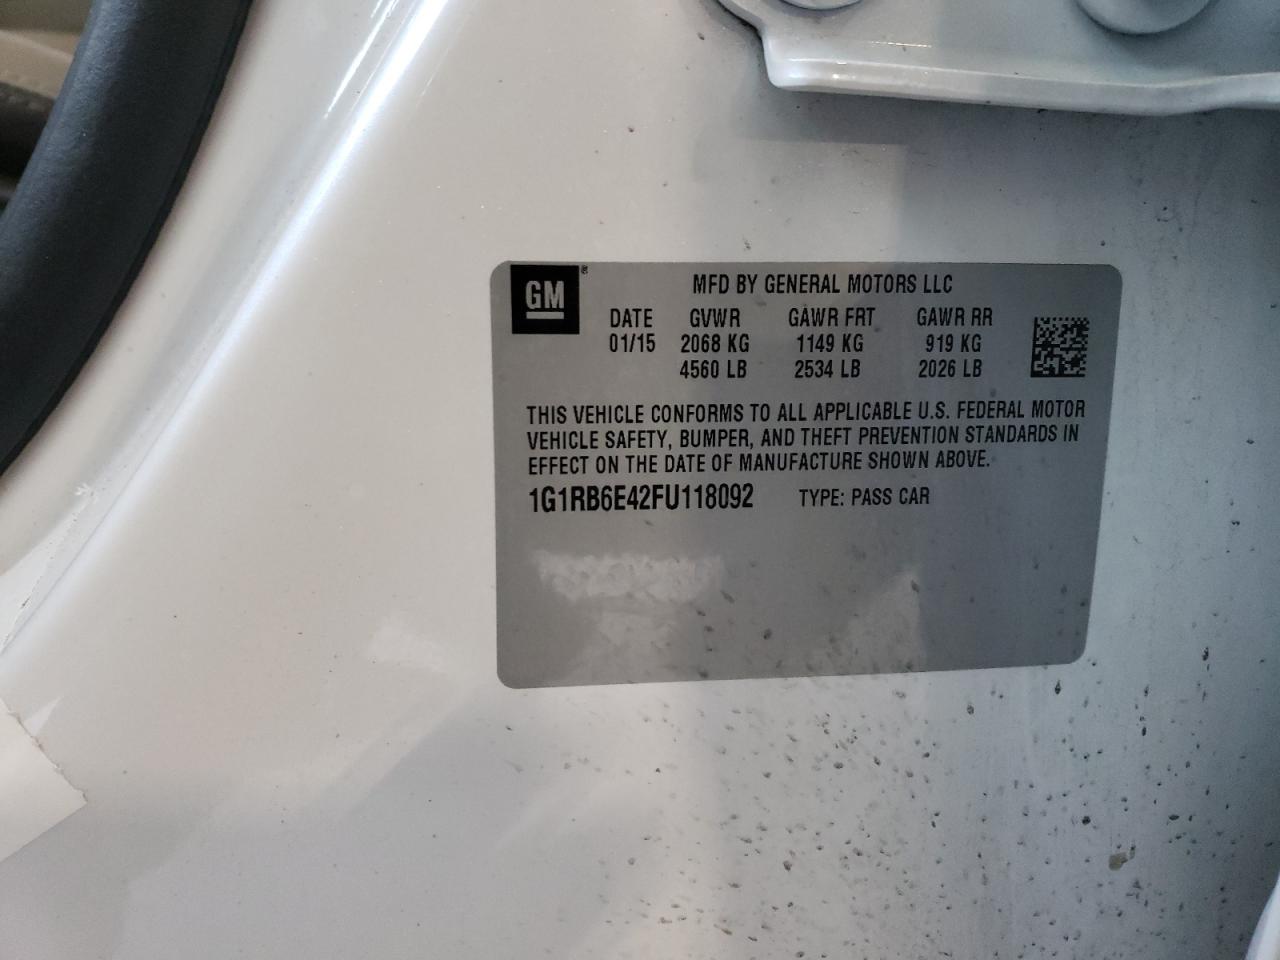 GM®
MFD BY GENERAL MOTORS LLC
DATE GVWR GAWR FRT GAWR RR
01/15 2068 KG 1149 KG 919 KG
4560 LB 2534 LB 2026 LB
THIS VEHICLE CONFORMS TO ALL APPLICABLE U.S. FEDERAL MOTOR
VEHICLE SAFETY, BUMPER, AND THEFT PREVENTION STANDARDS IN
EFFECT ON THE DATE OF MANUFACTURE SHOWN ABOVE.
1G1RB6E42FU118092 TYPE: PASS CAR